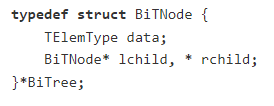 typedef struct BiTNode {
    TElemType data;
    BiTNode* lchild, * rchild;
}*BiTree;